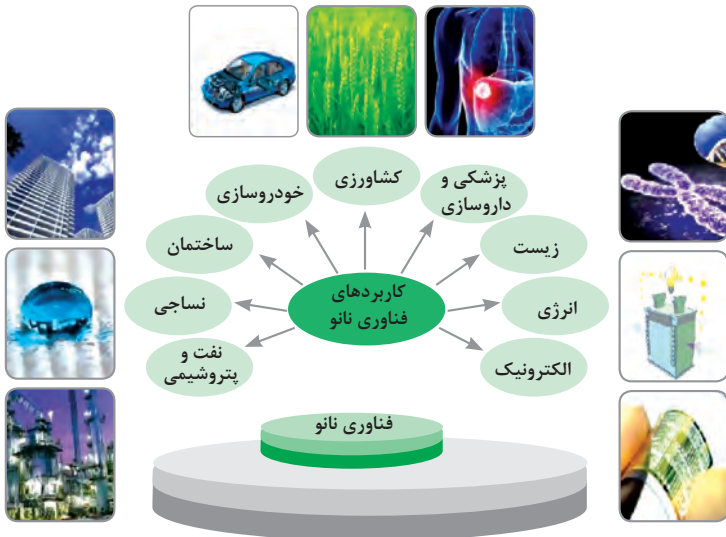 کشاورزی
پزشکی و
داروسازی
خودروسازی
زیست
ساختمان
کاربردهای
فناوری نانو
انرژی
نساجی
الکترونیک
نفت و
پتروشیمی
فناوری نانو